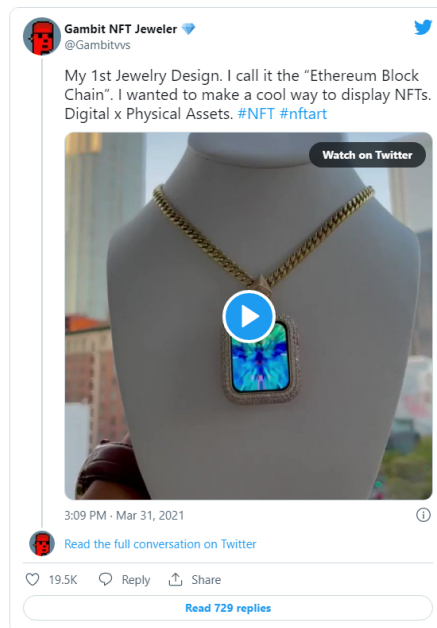 Gambit NFT Jeweler 💎
@Gambitvvs
My 1st Jewelry Design. I call it the “Ethereum Block
Chain”. I wanted to make a cool way to display NFTs.
Digital x Physical Assets. #NFT #nftart
Watch on Twitter
3:09 PM · Mar 31, 2021
Read the full conversation on Twitter
19.5K Reply Share
Read 729 replies